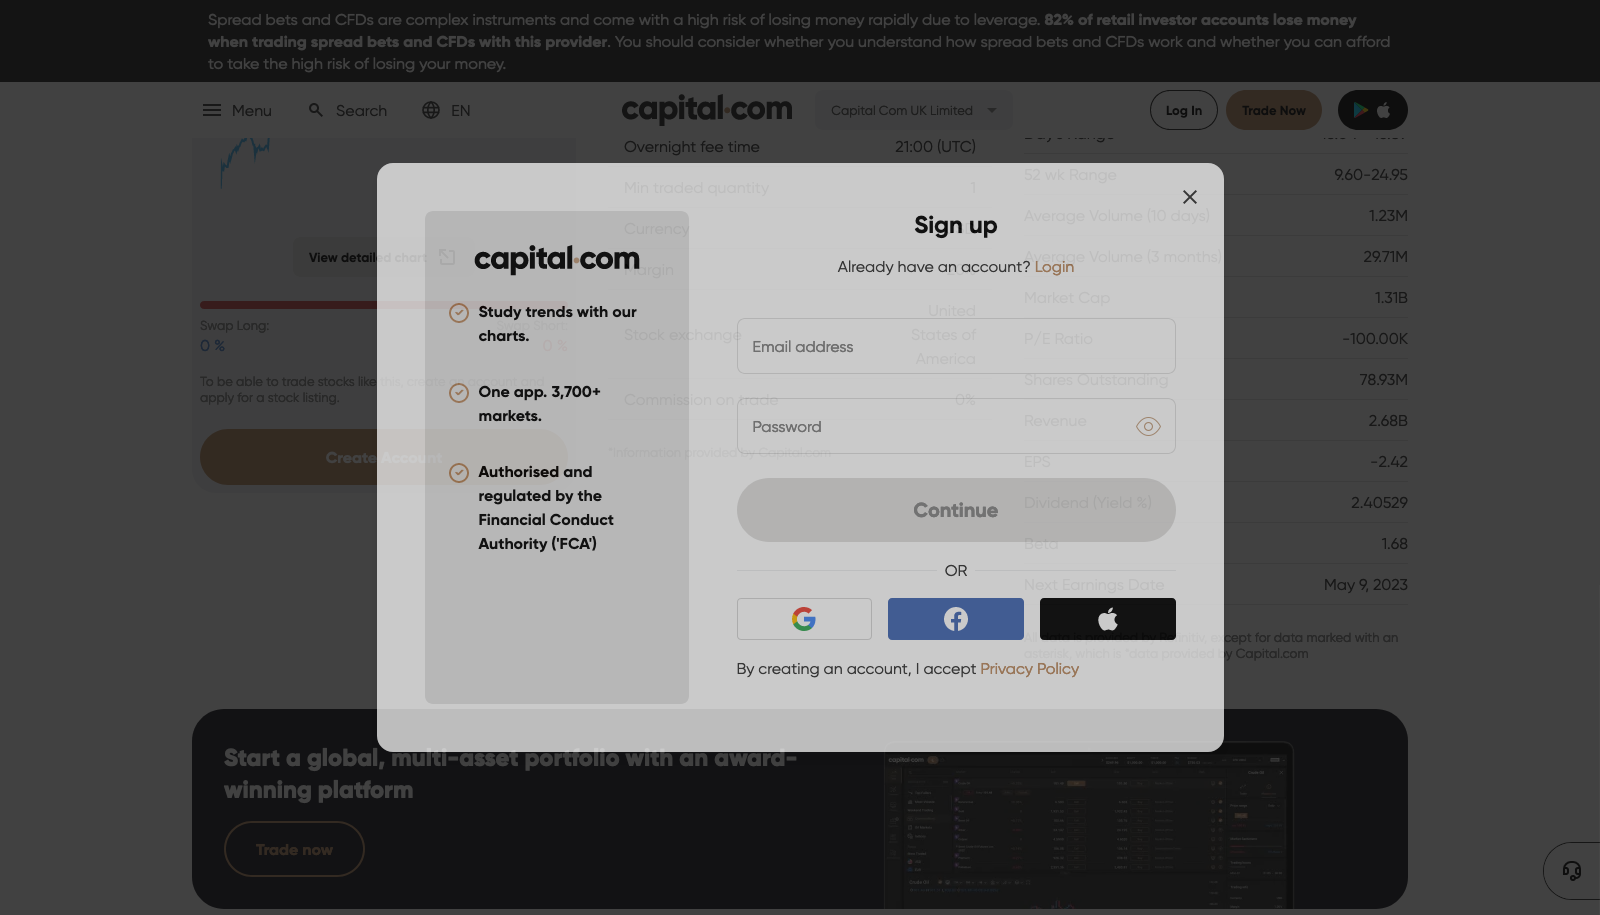 Spread bets and CFDs are complex instruments and come with a high risk of losing money rapidly due to leverage. 82% of retail investor accounts lose money
when trading spread bets and CFDs with this provider. You should consider whether you understand how spread bets and CFDs work and whether you can afford
to take the high risk of losing your money.
Menu
Search
EN
capital.com
Capital Com UK Limited
Log In
Trade Now
Overnight fee time
21:00 (UTC)
52 wk Range
9.60-24.95
Min traded quantity
1
Average Volume (10 days)
1.23M
Currency
Average Volume (3 months)
29.71M
Margin
View detailed chart
Market Cap
1.31B
Swap Long:
0 %
0 %
Stock exchange
United
States of
America
P/E Ratio
-100.00K
To be able to trade stocks like this, create an account and
apply for a stock listing.
Shares Outstanding
78.93M
Commission on trade
0%
Revenue
2.68B
*Information provided by Capital.com
EPS
-2.42
Create Account
Dividend (Yield %)
2.40529
Beta
1.68
Next Earnings Date
May 9, 2023
except for data marked with an
asterisk, which is *data provided by Capital.com
capital.com
Study trends with our
charts.
One app. 3,700+
markets.
Authorised and
regulated by the
Financial Conduct
Authority ('FCA')
Sign up
Already have an account? Login
Email address
Password
Continue
OR
By creating an account, I accept Privacy Policy
Start a global, multi-asset portfolio with an award-
winning platform
Trade now
capital.com